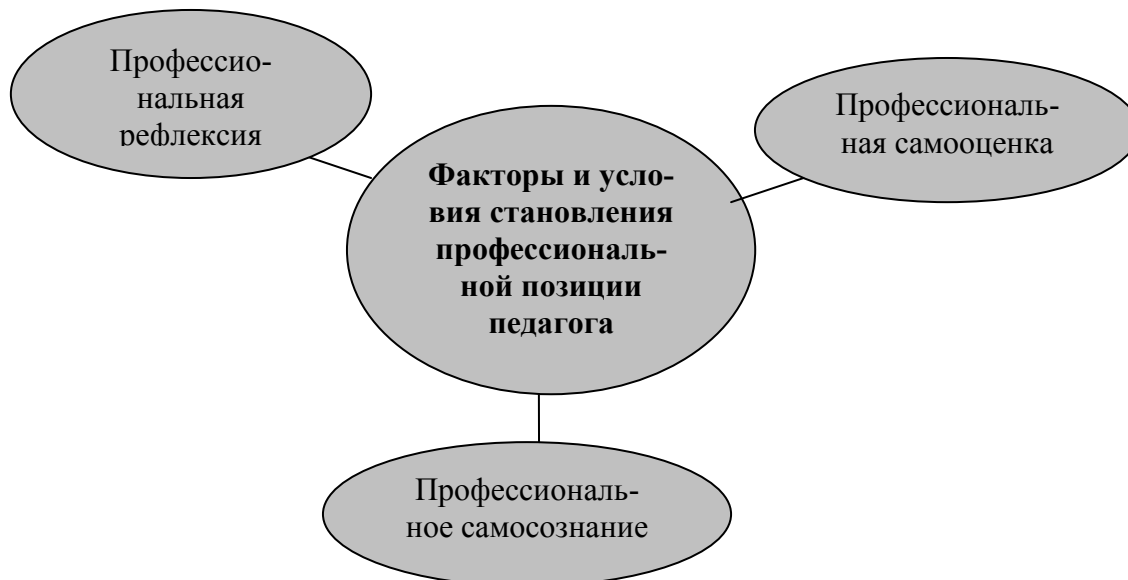 Профессио-
нальная
рефлексия
Профессиональ-
ная самооценка
Факторы и усло-
вия становления
профессиональ-
ной позиции
педагога
Профессиональ-
ное самосознание